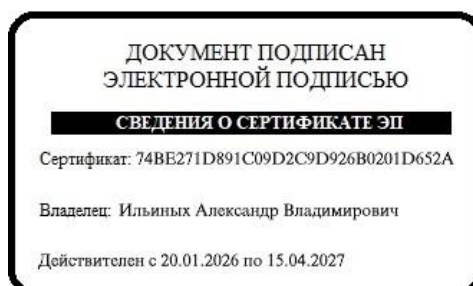 ДОКУМЕНТ ПОДПИСАН
ЭЛЕКТРОННОЙ ПОДПИСЬЮ
СВЕДЕНИЯ О СЕРТИФИКАТЕ ЭП
Сертификат: 74BE271D891C09D2C9D926B0201D652A
Владелец: Ильиных Александр Владимирович
Действителен с 20.01.2026 по 15.04.2027